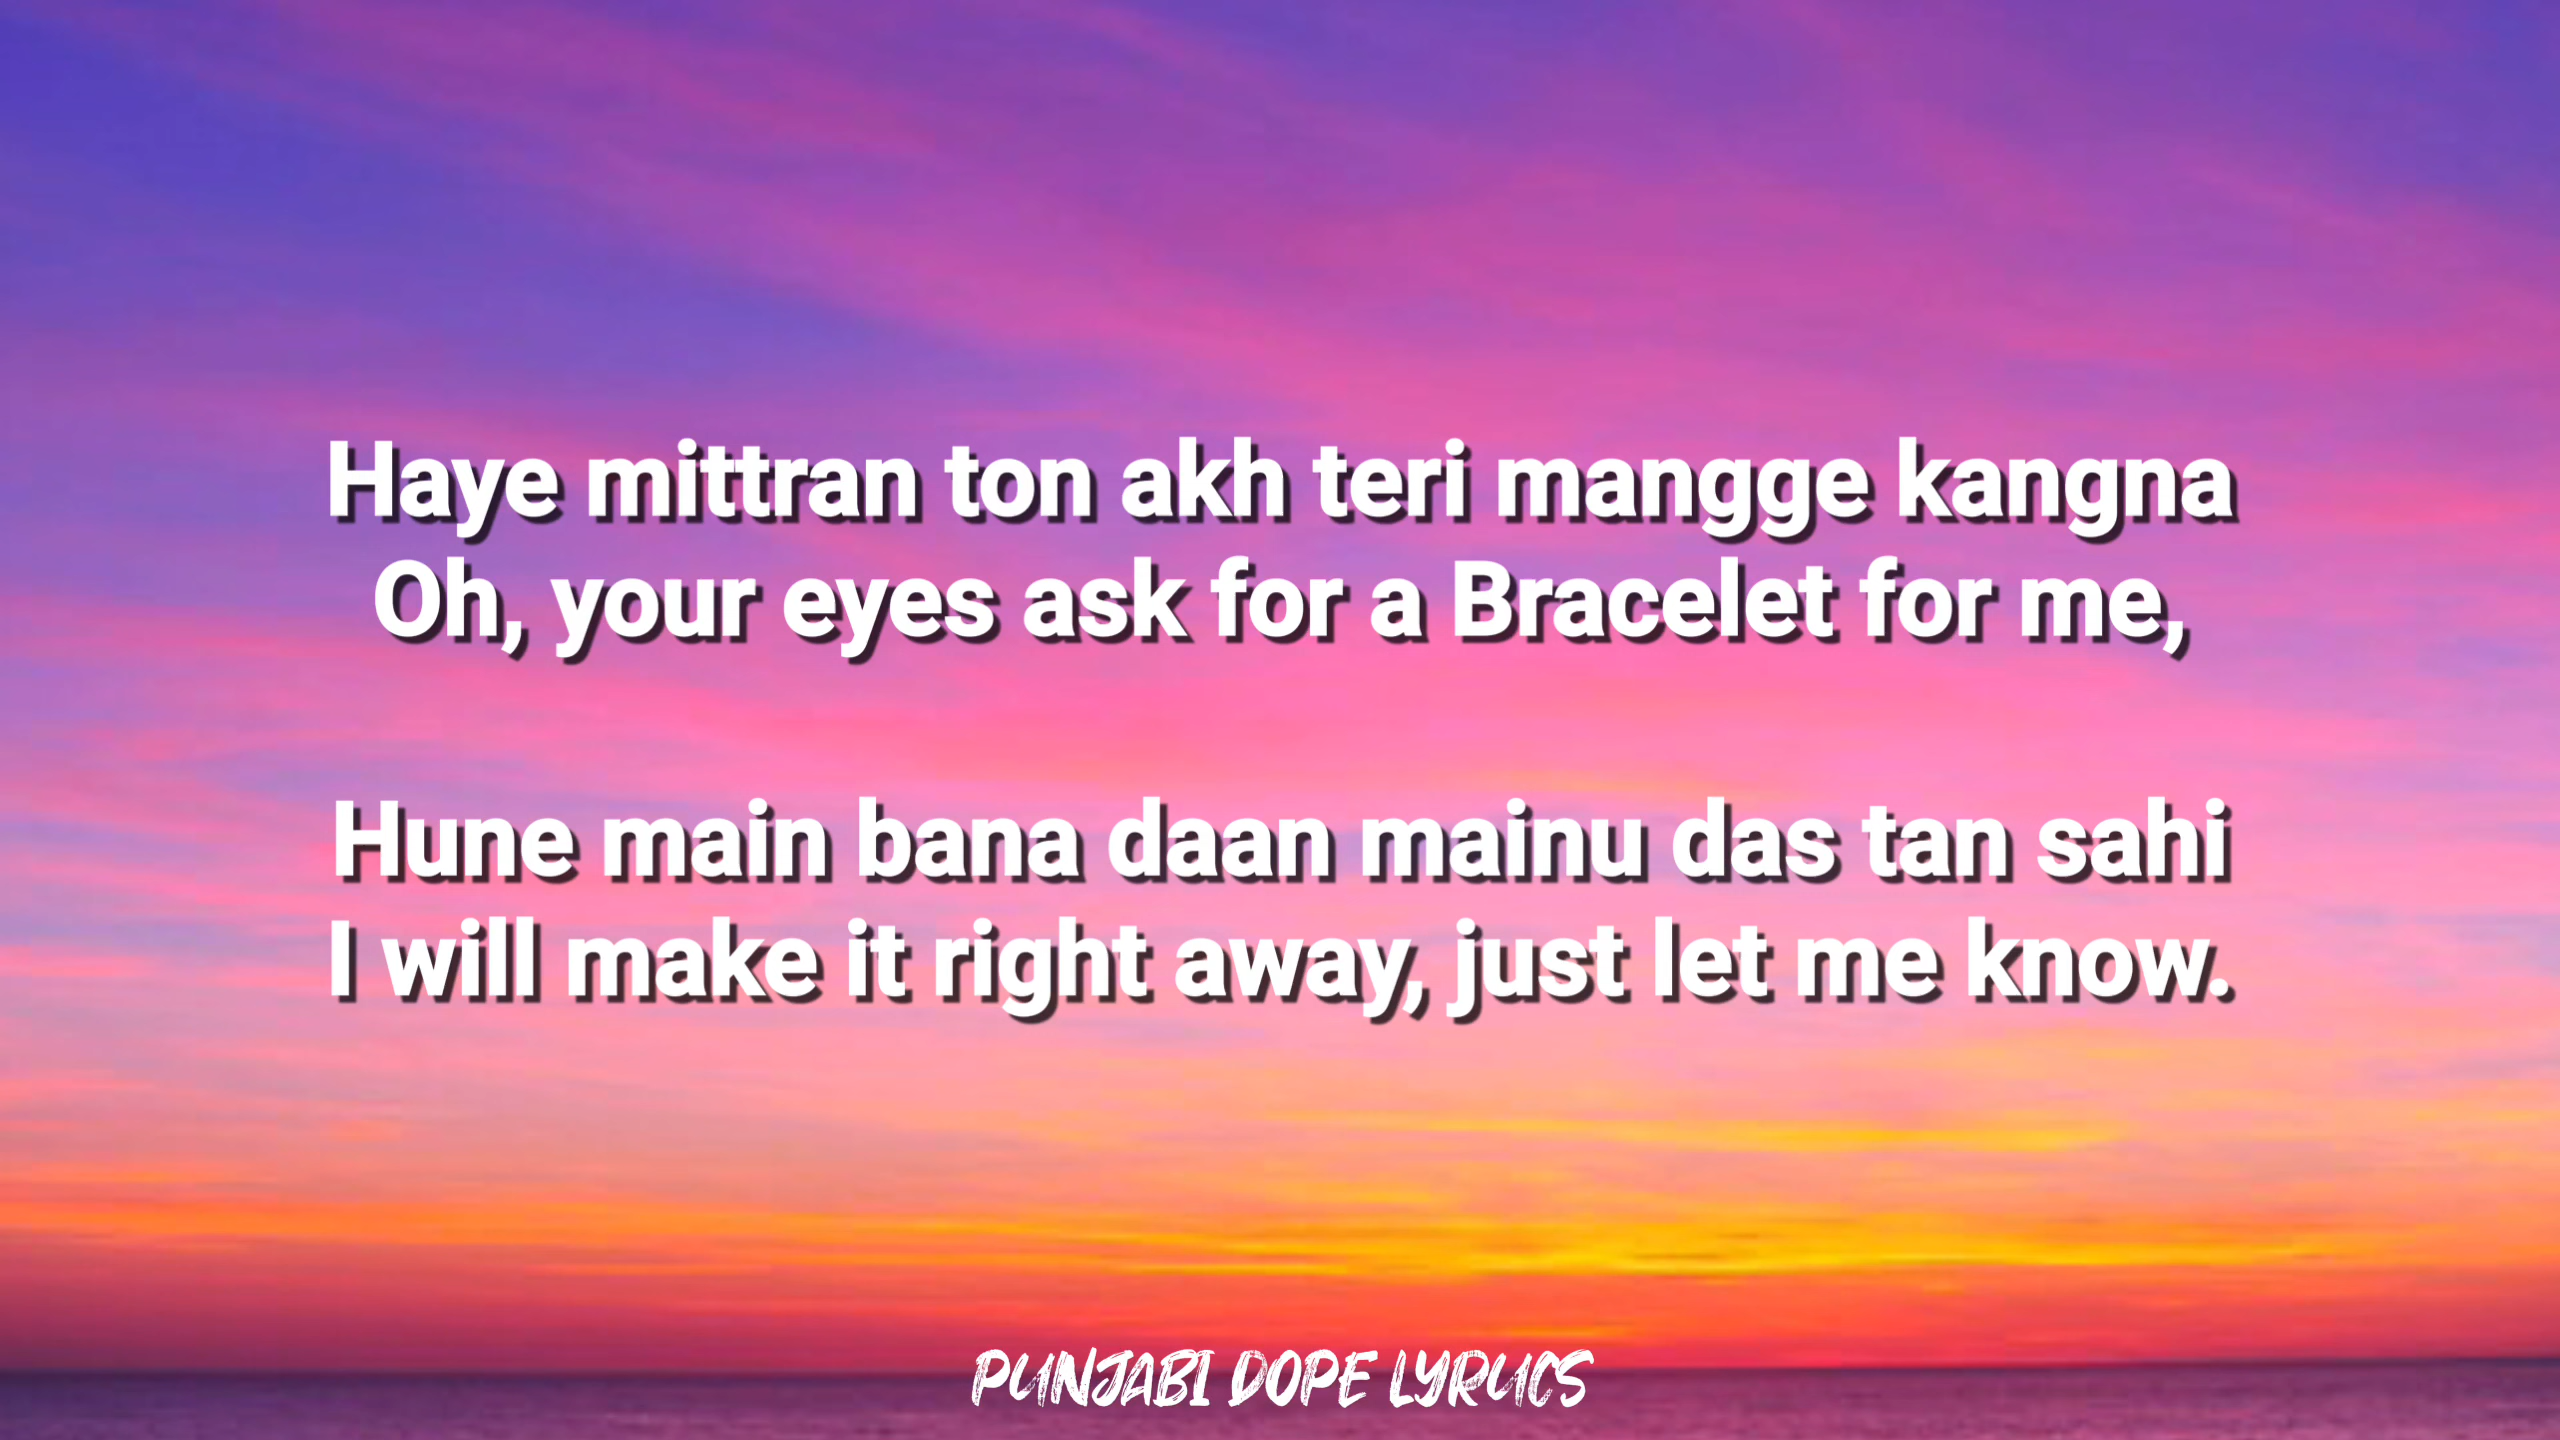 Haye mittran ton akh teri mangge kangna
Oh, your eyes ask for a Bracelet for me,
Hune main bana daan mainu das tan sahi
I will make it right away, just let me know.
PUNJABI DOPE LYRICS